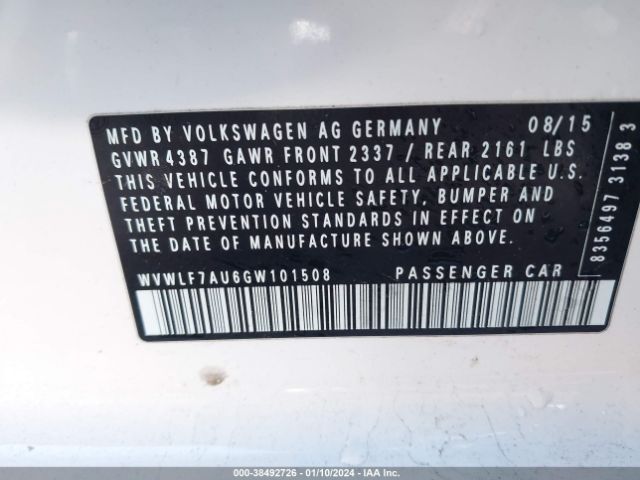 MFD BY VOLKSWAGEN AG GERMANY 08/15
GVWR 4387 GAWR FRONT 2337 / REAR 2161 LBS
THIS VEHICLE CONFORMS TO ALL APPLICABLE U.S.
FEDERAL MOTOR VEHICLE SAFETY, BUMPER AND
THEFT PREVENTION STANDARDS IN EFFECT ON
THE DATE OF MANUFACTURE SHOWN ABOVE.
WVWLF7AU6GW101508 PASSENGER CAR
8356497 3138 3
000-38492726 - 01/10/2024 - IAA Inc.